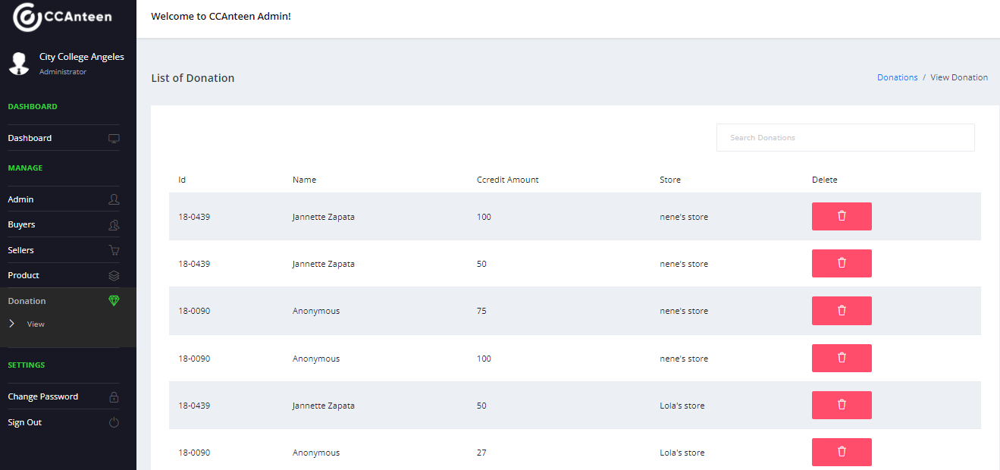 CCAnteen
Welcome to CCAnteen Admin!
City College Angeles
Administrator
DASHBOARD
Dashboard
MANAGE
Admin
Buyers
Sellers
Product
Donation
View
SETTINGS
Change Password
Sign Out
List of Donation
Donations / View Donation
Search Donations
Id Name Ccredit Amount Store Delete
18-0439 Jannette Zapata 100 nene's store
18-0439 Jannette Zapata 50 nene's store
18-0090 Anonymous 75 nene's store
18-0090 Anonymous 100 nene's store
18-0439 Jannette Zapata 50 Lola's store
18-0090 Anonymous 27 Lola's store